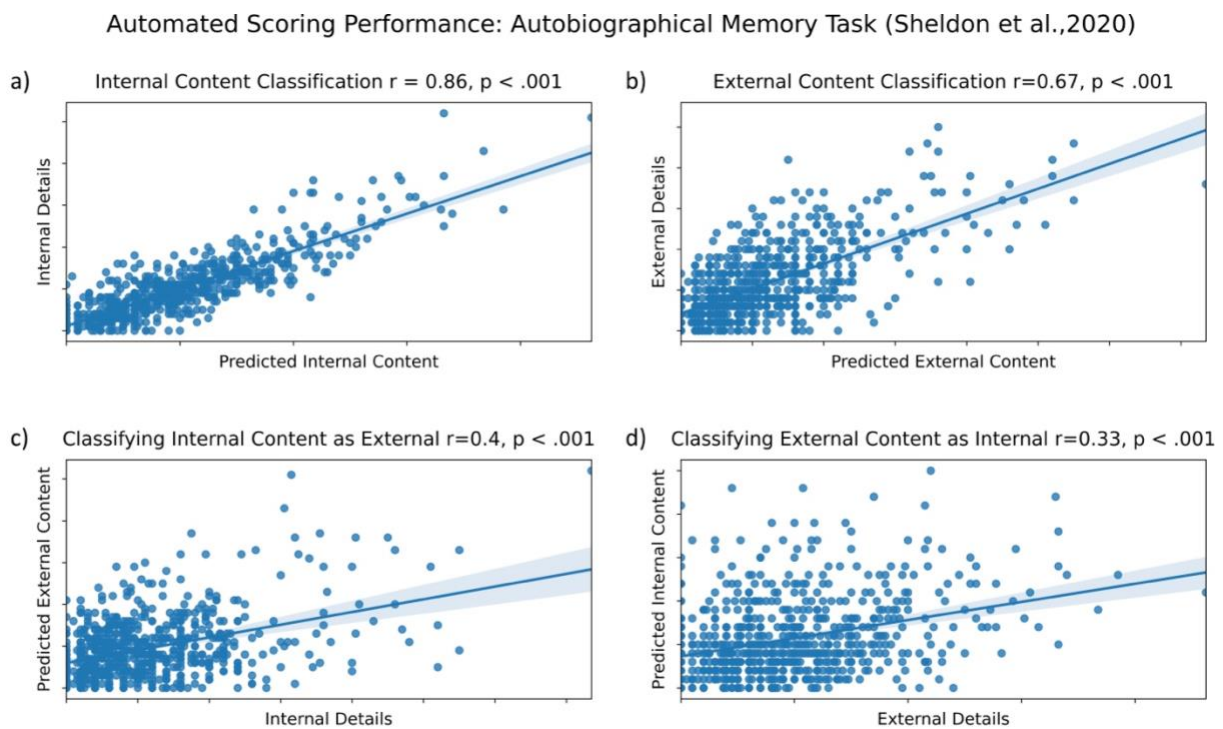 Automated Scoring Performance: Autobiographical Memory Task (Sheldon et al.,2020)
a)
Internal Content Classification r = 0.86, p < .001
Internal Details
Predicted Internal Content
b)
External Content Classification r=0.67, p < .001
External Details
Predicted External Content
c)
Classifying Internal Content as External r=0.4, p < .001
Predicted External Content
Internal Details
d)
Classifying External Content as Internal r=0.33, p < .001
Predicted Internal Content
External Details